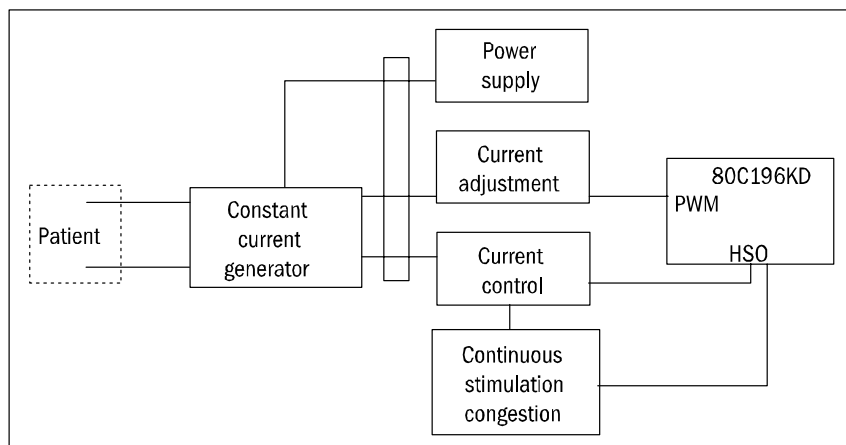 Power
supply
Current
adjustment
80C196KD
PWM
HSO
Patient
Constant
current
generator
Current
control
Continuous
stimulation
congestion